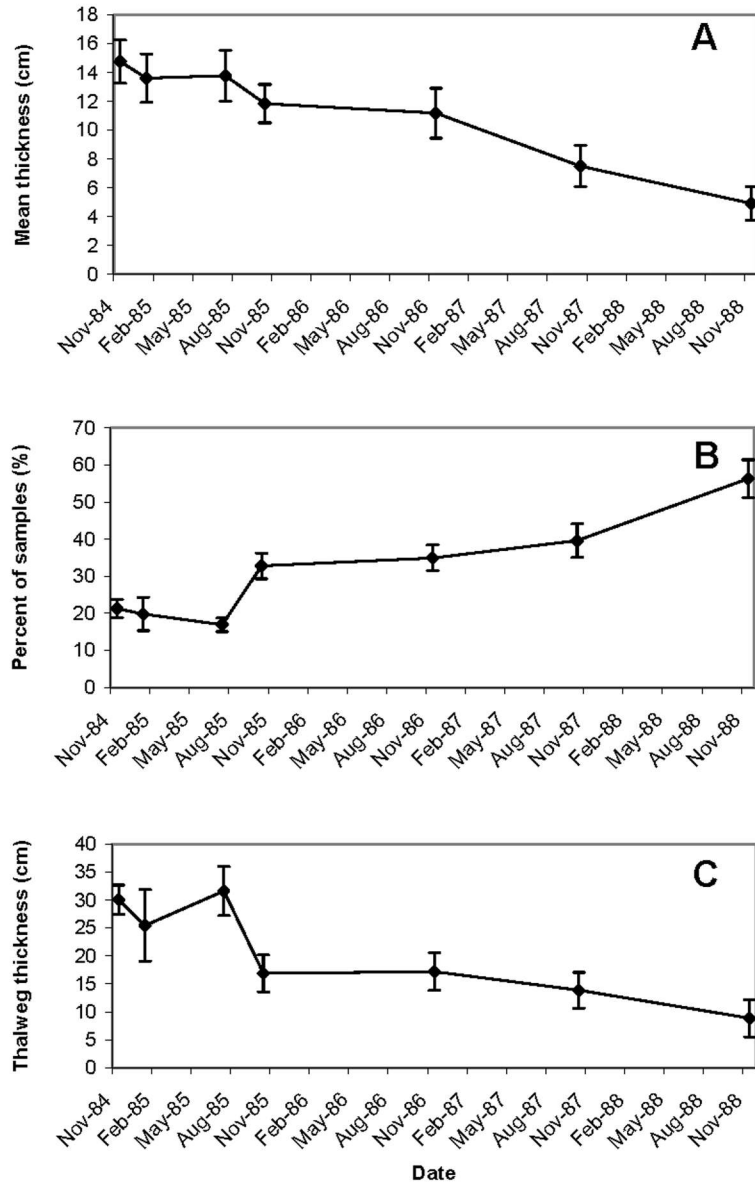 A
Mean thickness (cm)
18
16
14
12
10
8
6
4
2
0
Nov-84 Feb-85 May-85 Aug-85 Nov-85 Feb-86 May-86 Aug-86 Nov-86 Feb-87 May-87 Aug-87 Nov-87 Feb-88 May-88 Aug-88 Nov-88
B
Percent of samples (%)
70
60
50
40
30
20
10
0
Nov-84 Feb-85 May-85 Aug-85 Nov-85 Feb-86 May-86 Aug-86 Nov-86 Feb-87 May-87 Aug-87 Nov-87 Feb-88 May-88 Aug-88 Nov-88
C
Thalweg thickness (cm)
40
35
30
25
20
15
10
5
0
Nov-84 Feb-85 May-85 Aug-85 Nov-85 Feb-86 May-86 Aug-86 Nov-86 Feb-87 May-87 Aug-87 Nov-87 Feb-88 May-88 Aug-88 Nov-88
Date